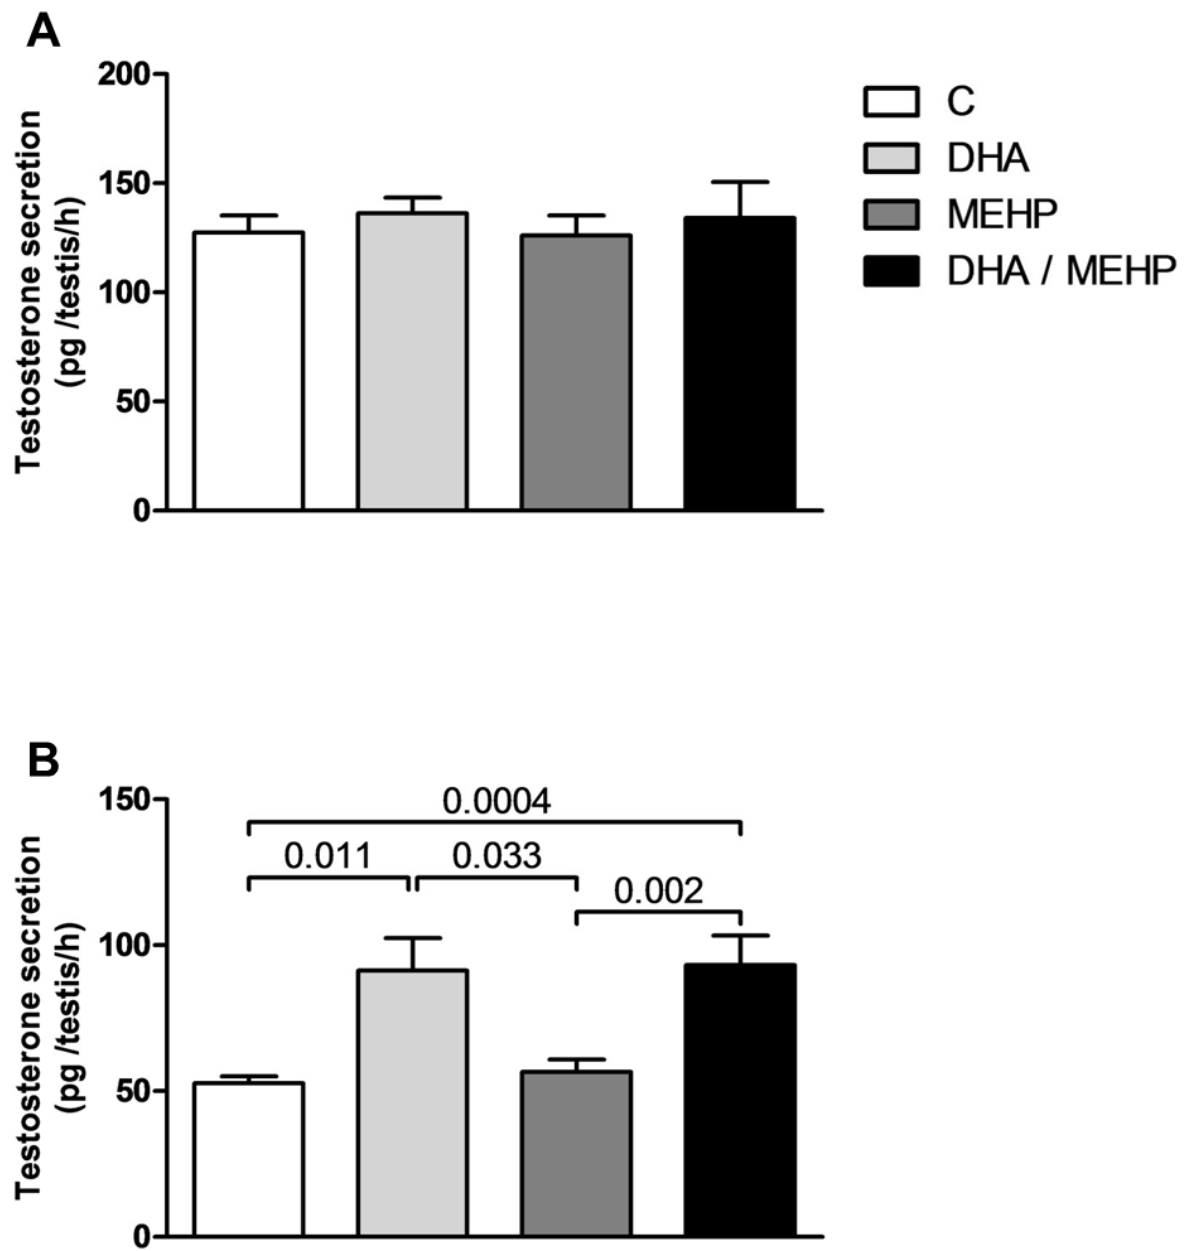 A
Testosterone secretion
(pg /testis/h)
200
150
100
50
0
C
DHA
MEHP
DHA / MEHP
B
Testosterone secretion
(pg /testis/h)
150
100
50
0
0.0004
0.011
0.033
0.002